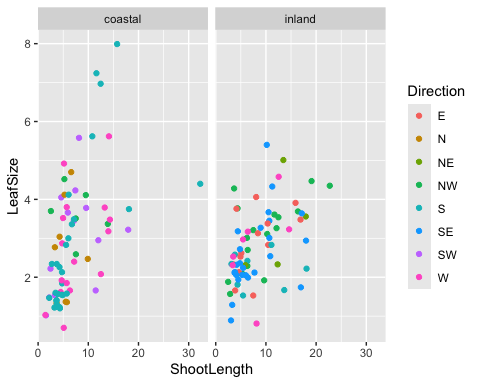 coastal
inland
LeafSize
8
6
4
2
0
10
20
30
0
10
20
30
ShootLength
Direction
E
N
NE
NW
S
SE
SW
W